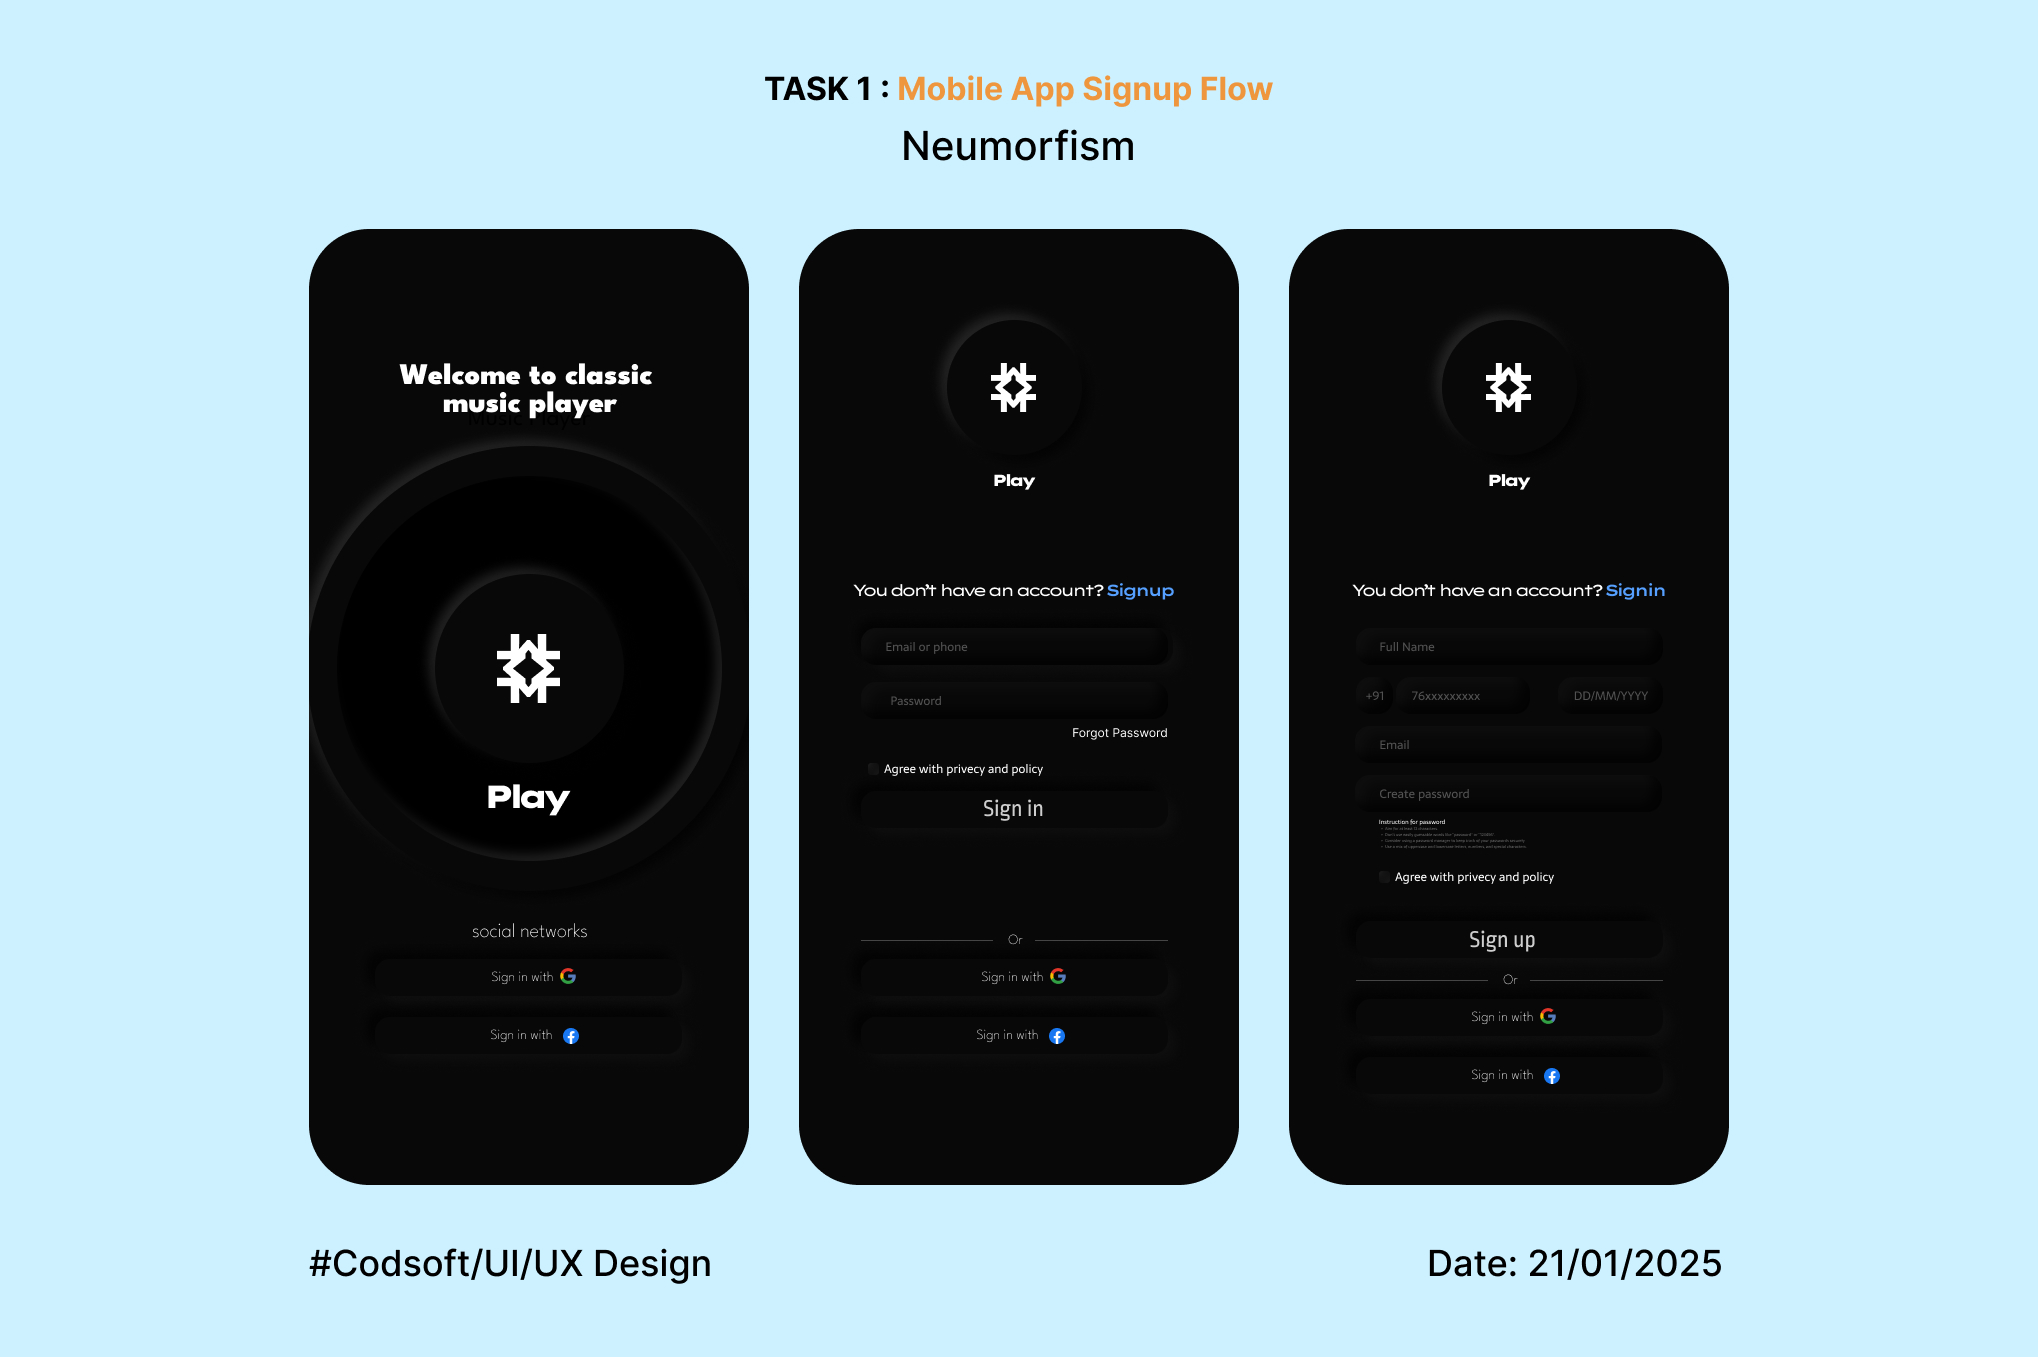 TASK 1 : Mobile App Signup Flow
Neumorfism
Welcome to classic
music player
Music Player
Play
social networks
Sign in with
Sign in with
Play
You don't have an account? Signup
Email or phone
Password
Forgot Password
Agree with privecy and policy
Sign in
Or
Sign in with
Sign in with
Play
You don't have an account? Signin
Full Name
+91 76xxxxxxxxx DD/MM/YYYY
Email
Create password
Instruction for password
Agree with privecy and policy
Sign up
Or
Sign in with
Sign in with
#Codsoft/UI/UX Design
Date: 21/01/2025